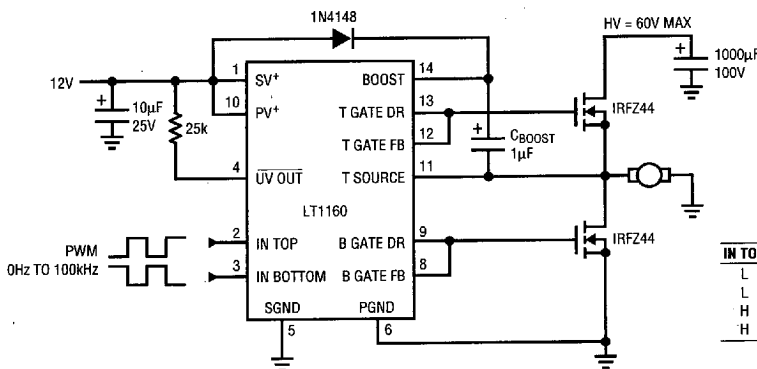 1N4148
HV = 60V MAX
1000µF
100V
12V
10µF
25V
25k
1
SV+
10
PV+
4
UV OUT
LT1160
PWM
0Hz TO 100kHz
2
IN TOP
3
IN BOTTOM
SGND
5
PGND
6
BOOST
14
T GATE DR
13
T GATE FB
12
T SOURCE
11
B GATE DR
9
B GATE FB
8
CBOOST
1µF
IRFZ44
IRFZ44
IN TO
L
L
H
H